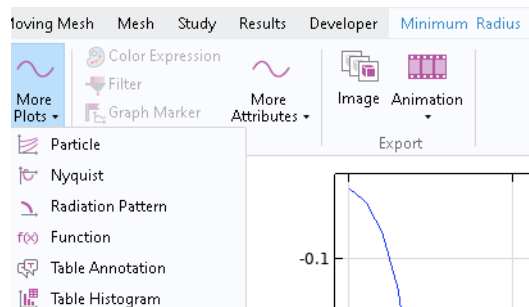 Moving Mesh Mesh Study Results Developer Minimum Radius
More Plots
Color Expression
Filter
Graph Marker
More Attributes
Image
Animation
Export
Particle
Nyquist
Radiation Pattern
f(x) Function
Table Annotation
Table Histogram
-0.1